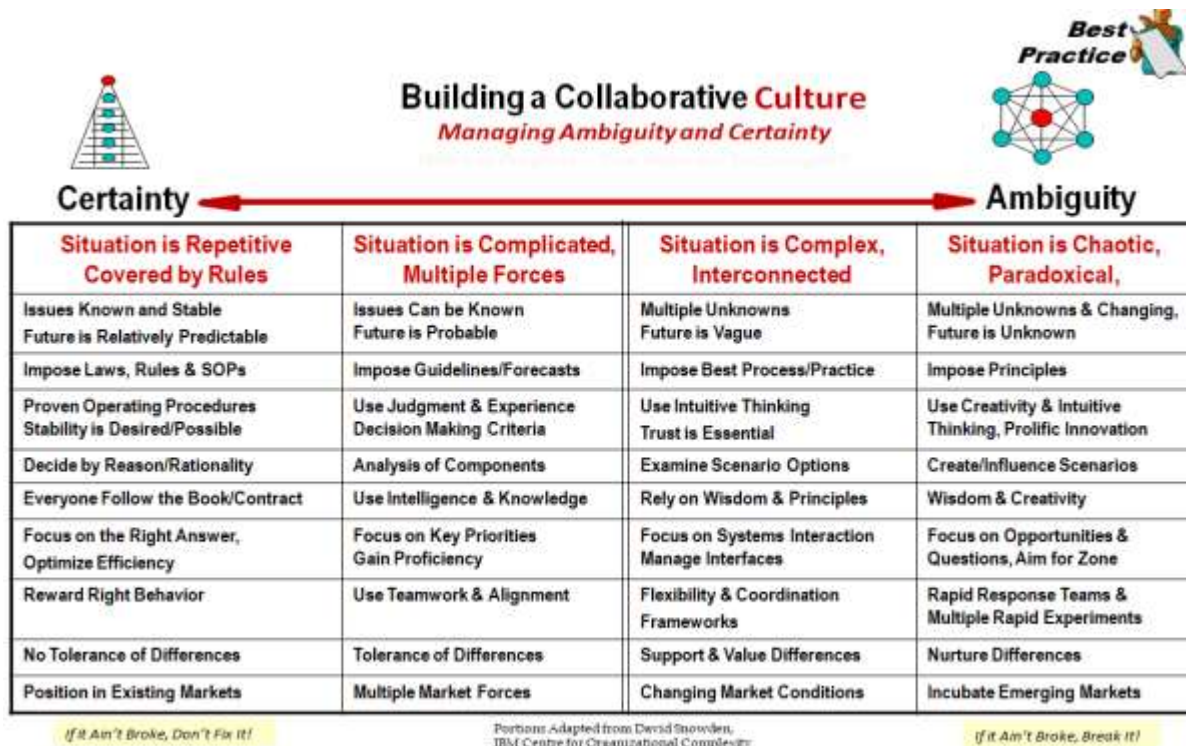 Best
Practice
Building a Collaborative Culture
Managing Ambiguity and Certainty
Certainty
Ambiguity
Situation is Repetitive
Covered by Rules
Situation is Complicated,
Multiple Forces
Situation is Complex,
Interconnected
Situation is Chaotic,
Paradoxical,
Issues Known and Stable
Future is Relatively Predictable
Issues Can be Known
Future is Probable
Multiple Unknowns
Future is Vague
Multiple Unknowns & Changing,
Future is Unknown
Impose Laws, Rules & SOPs
Impose Guidelines/Forecasts
Impose Best Process/Practice
Impose Principles
Proven Operating Procedures
Stability is Desired/Possible
Use Judgment & Experience
Decision Making Criteria
Use Intuitive Thinking
Trust is Essential
Use Creativity & Intuitive
Thinking, Prolific Innovation
Decide by Reason/Rationality
Analysis of Components
Examine Scenario Options
Create/Influence Scenarios
Everyone Follow the Book/Contract
Use Intelligence & Knowledge
Rely on Wisdom & Principles
Wisdom & Creativity
Focus on the Right Answer,
Optimize Efficiency
Focus on Key Priorities
Gain Proficiency
Focus on Systems Interaction
Manage Interfaces
Focus on Opportunities &
Questions, Aim for Zone
Reward Right Behavior
Use Teamwork & Alignment
Flexibility & Coordination
Frameworks
Rapid Response Teams &
Multiple Rapid Experiments
No Tolerance of Differences
Tolerance of Differences
Support & Value Differences
Nurture Differences
Position in Existing Markets
Multiple Market Forces
Changing Market Conditions
Incubate Emerging Markets
If it Ain't Broke, Don't Fix It!
Portions Adapted from David Snowden,
IBM Centre for Organizational Complexity
If it Ain't Broke, Break It!